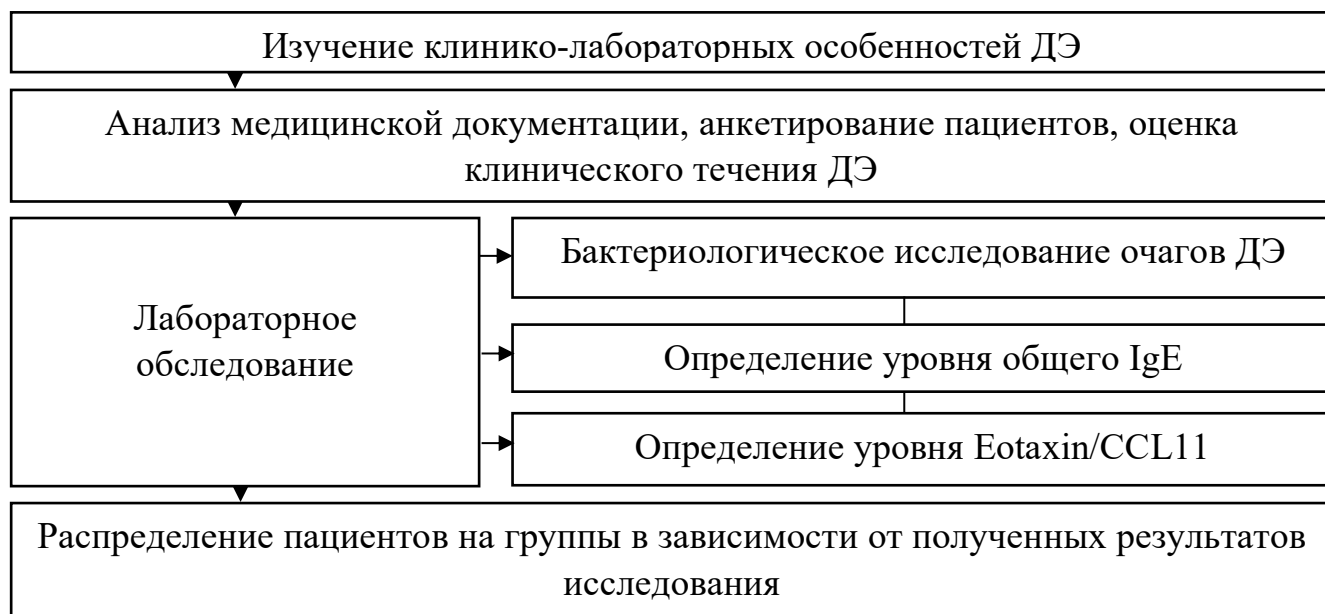 Изучение клинико-лабораторных особенностей ДЭ
Анализ медицинской документации, анкетирование пациентов, оценка
клинического течения ДЭ
Лабораторное
обследование
Бактериологическое исследование очагов ДЭ
Определение уровня общего IgE
Определение уровня Eotaxin/CCL11
Распределение пациентов на группы в зависимости от полученных результатов
исследования